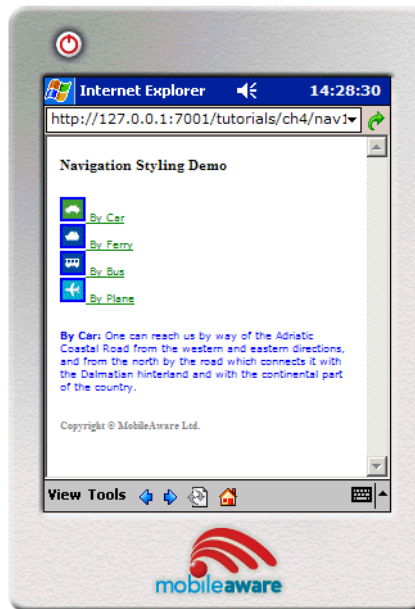 Internet Explorer 14:28:30
http://127.0.0.1:7001/tutorials/ch4/nav1
Navigation Styling Demo
By Car
By Ferry
By Bus
By Plane
By Car: One can reach us by way of the Adriatic
Coastal Road from the western and eastern directions,
and from the north by the road which connects it with
the Dalmatian hinterland and with the continental part
of the country.
Copyright © MobileAware Ltd.
View Tools
mobileaware